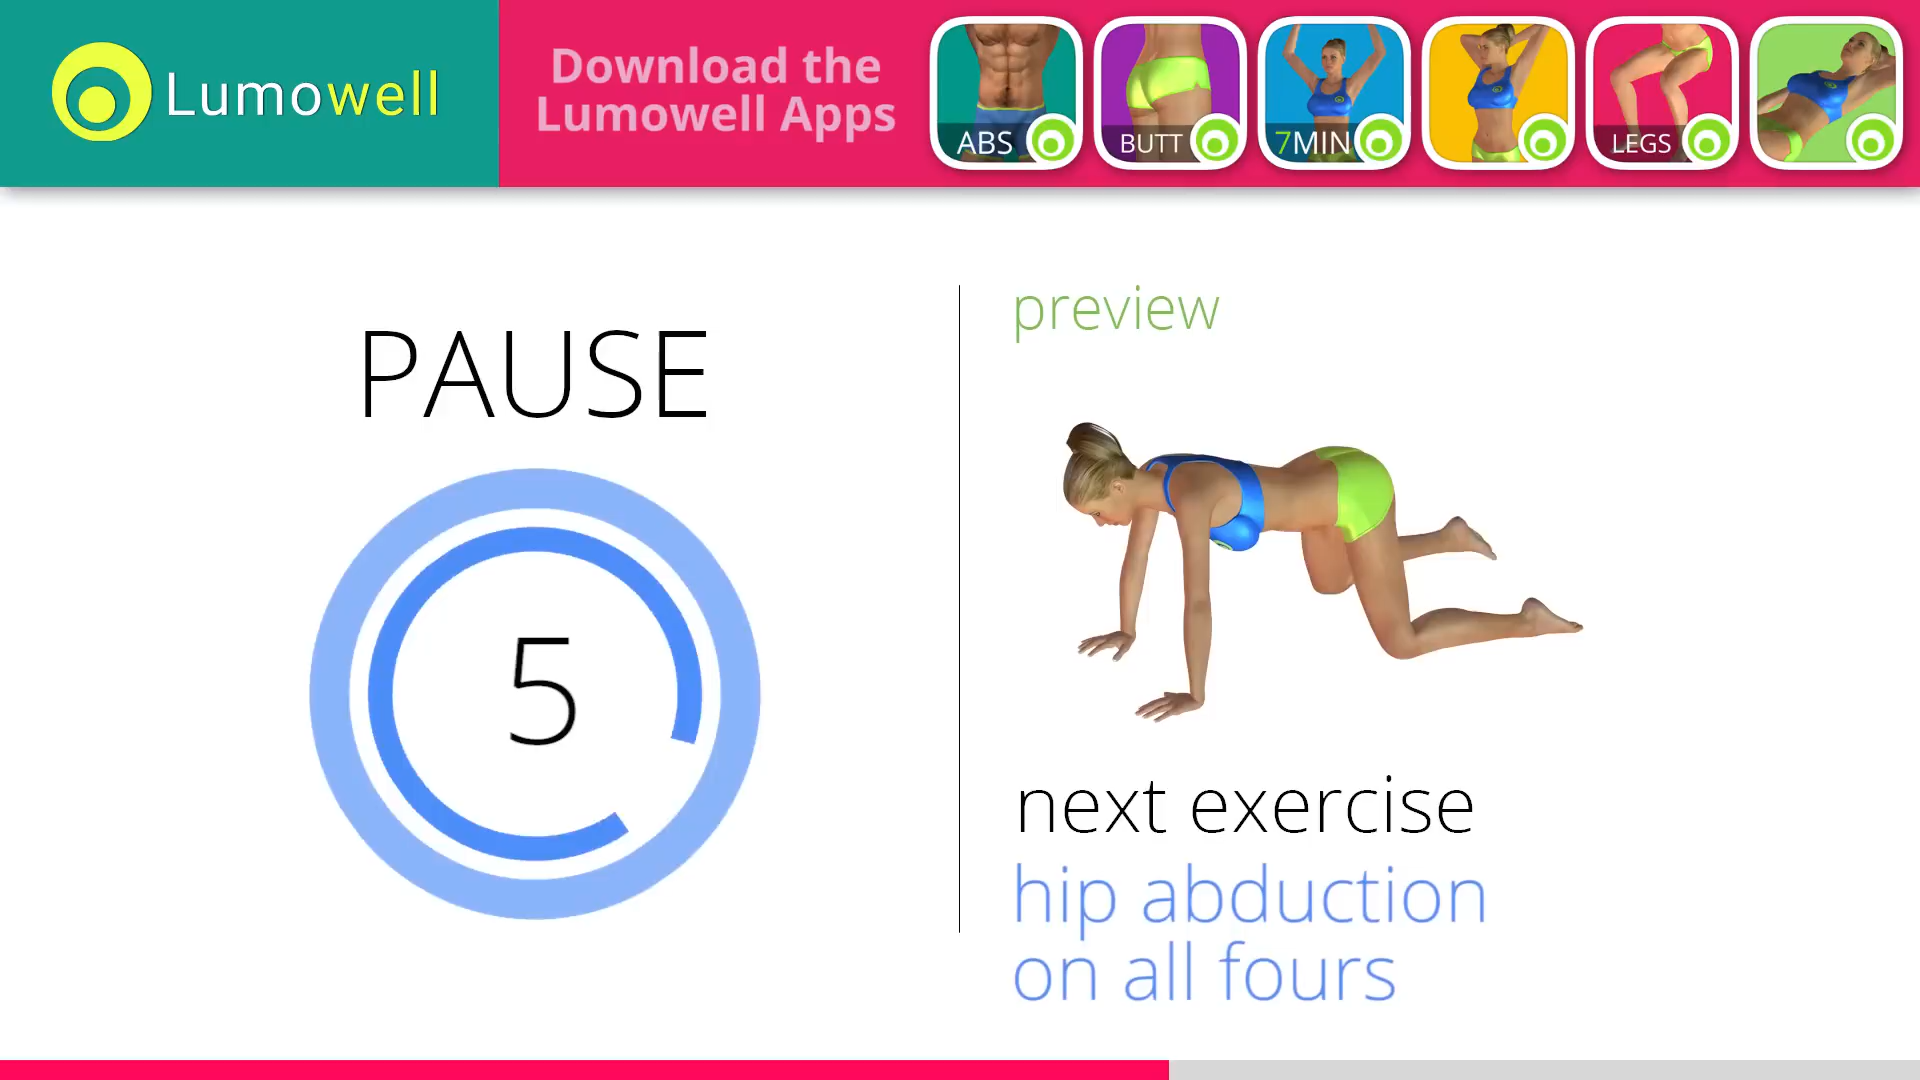 Lumowell
Download the
Lumowell Apps
ABS
BUTT
7MIN
LEGS
PAUSE
5
preview
next exercise
hip abduction
on all fours